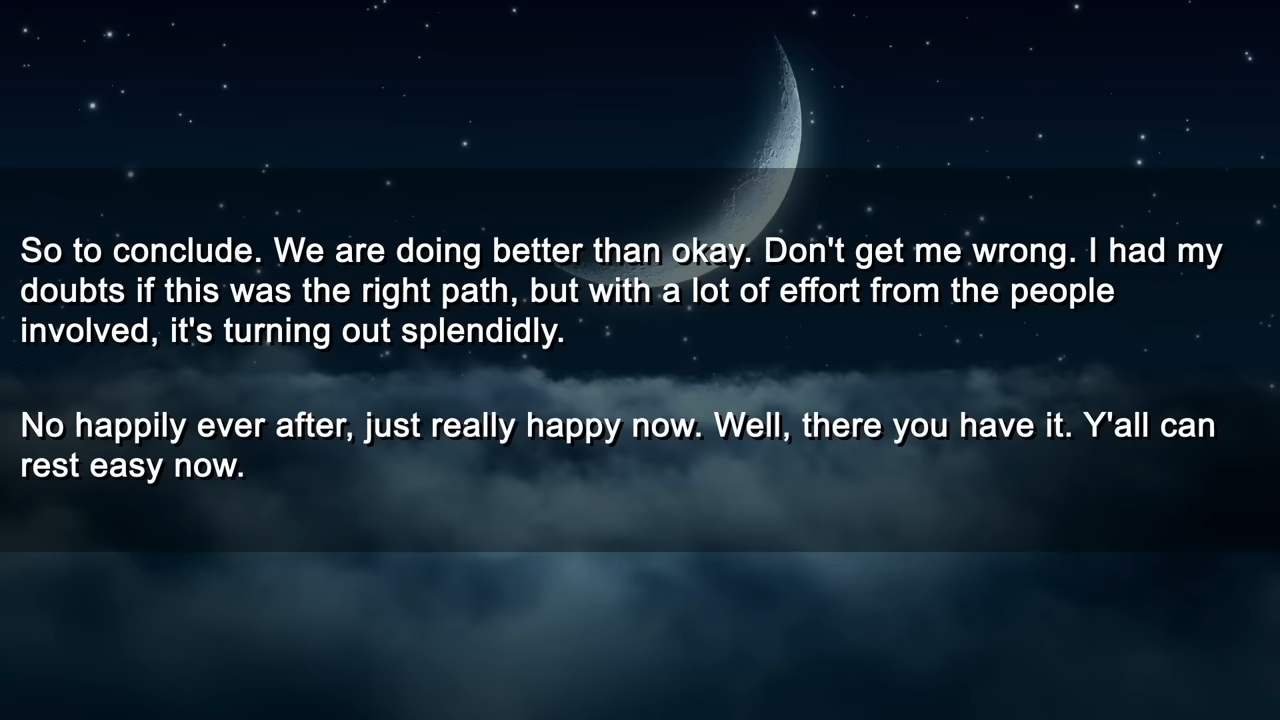 So to conclude. We are doing better than okay. Don't get me wrong. I had my
doubts if this was the right path, but with a lot of effort from the people
involved, it's turning out splendidly.
No happily ever after, just really happy now. Well, there you have it. Y'all can
rest easy now.